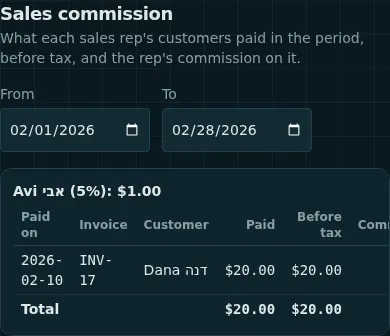 Sales commission
What each sales rep's customers paid in the period,
before tax, and the rep's commission on it.
From To
02/01/2026 02/28/2026
Avi אבי (5%): $1.00
Paid on Invoice Customer Paid Before tax
2026-02-10 INV-17 Dana דנה $20.00 $20.00
Total $20.00 $20.00